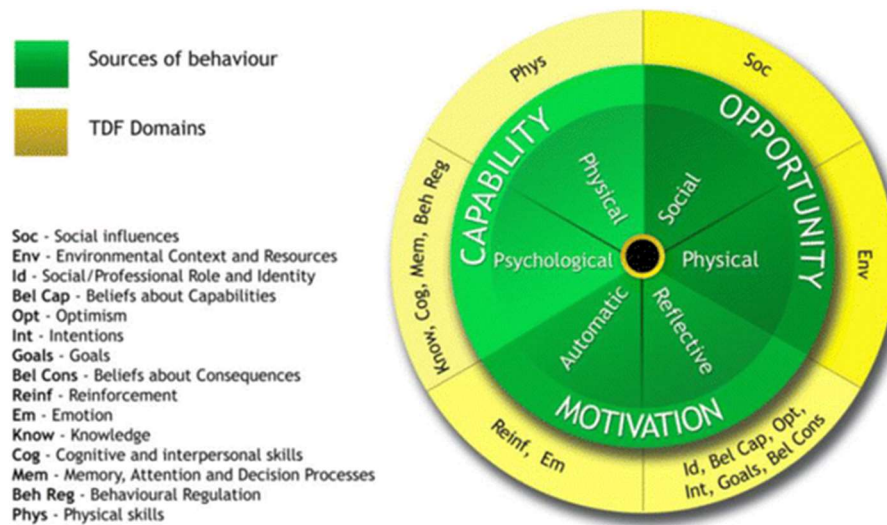 Sources of behaviour
TDF Domains
Soc - Social influences
Env - Environmental Context and Resources
Id - Social/Professional Role and Identity
Bel Cap - Beliefs about Capabilities
Opt - Optimism
Int - Intentions
Goals - Goals
Bel Cons - Beliefs about Consequences
Reinf - Reinforcement
Em - Emotion
Know - Knowledge
Cog - Cognitive and interpersonal skills
Mem - Memory, Attention and Decision Processes
Beh Reg - Behavioural Regulation
Phys - Physical skills
Phys
Soc
Env
Id, Bel Cap, Opt,
Int, Goals, Bel Cons
Reinf, Em
Know, Cog, Mem, Beh Reg
CAPABILITY
OPPORTUNITY
MOTIVATION
Physical
Social
Physical
Reflective
Automatic
Psychological